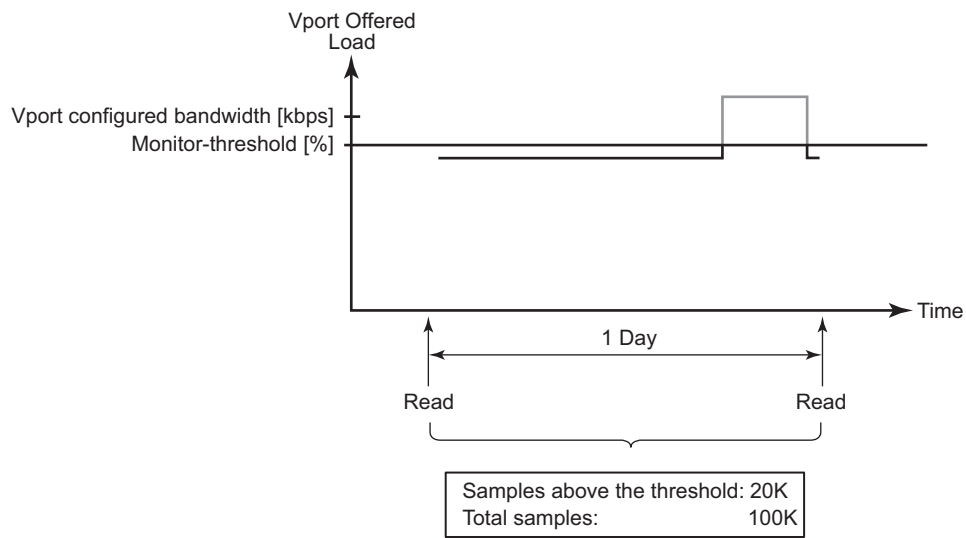 Vport Offered
Load
Vport configured bandwidth [kbps]
Monitor-threshold [%]
Time
1 Day
Read
Read
Samples above the threshold: 20K
Total samples: 100K